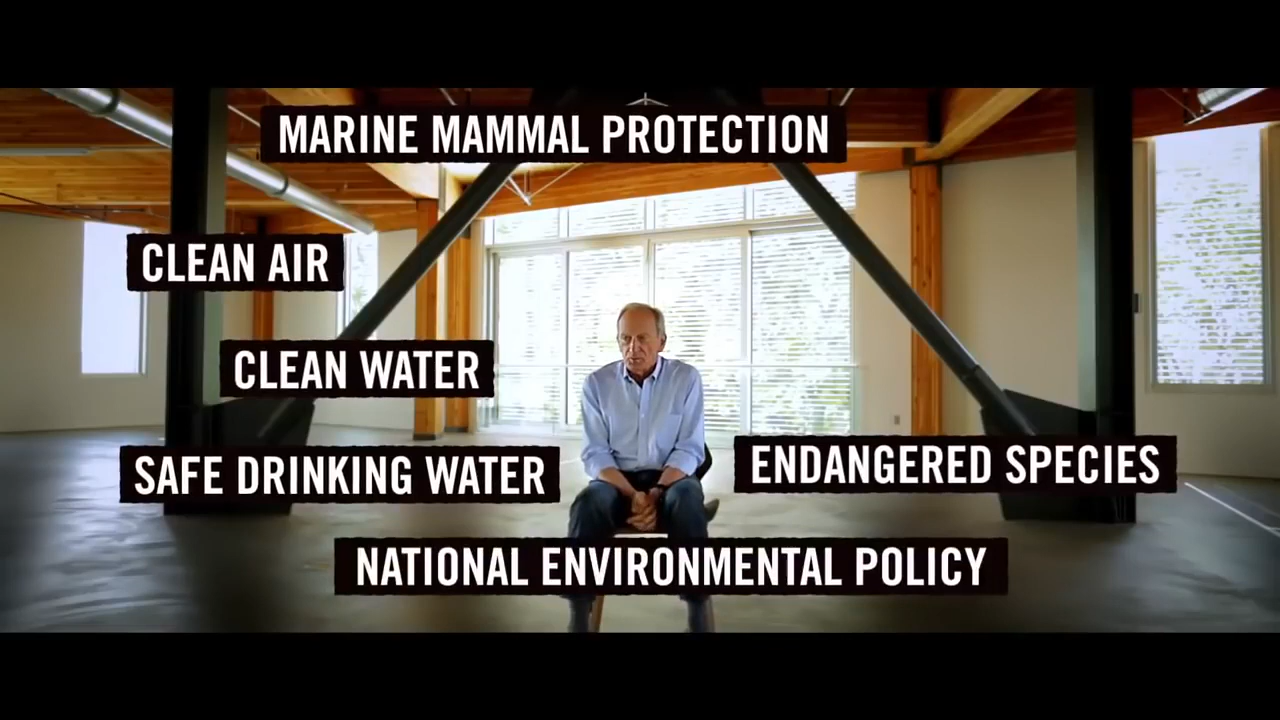 MARINE MAMMAL PROTECTION
CLEAN AIR
CLEAN WATER
SAFE DRINKING WATER
ENDANGERED SPECIES
NATIONAL ENVIRONMENTAL POLICY